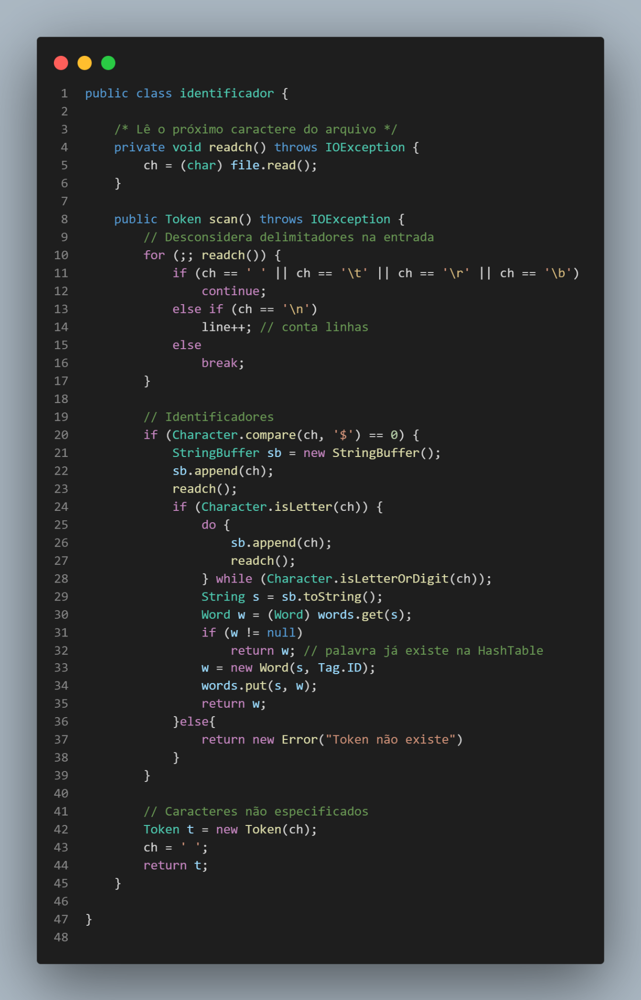 1 public class identificador {
2
3     /* Lê o próximo caractere do arquivo */
4     private void readch() throws IOException {
5         ch = (char) file.read();
6     }
7
8     public Token scan() throws IOException {
9         // Desconsidera delimitadores na entrada
10         for (;; readch()) {
11             if (ch == ' ' || ch == '\t' || ch == '\r' || ch == '\b')
12                 continue;
13             else if (ch == '\n')
14                 line++; // conta linhas
15             else
16                 break;
17         }
18
19         // Identificadores
20         if (Character.compare(ch, '$') == 0) {
21             StringBuffer sb = new StringBuffer();
22             sb.append(ch);
23             readch();
24             if (Character.isLetter(ch)) {
25                 do {
26                     sb.append(ch);
27                     readch();
28                 } while (Character.isLetterOrDigit(ch));
29                 String s = sb.toString();
30                 Word w = (Word) words.get(s);
31                 if (w != null)
32                     return w; // palavra já existe na HashTable
33                 w = new Word(s, Tag.ID);
34                 words.put(s, w);
35                 return w;
36             }else{
37                 return new Error("Token não existe")
38             }
39         }
40
41         // Caracteres não especificados
42         Token t = new Token(ch);
43         ch = ' ';
44         return t;
45     }
46
47 }
48